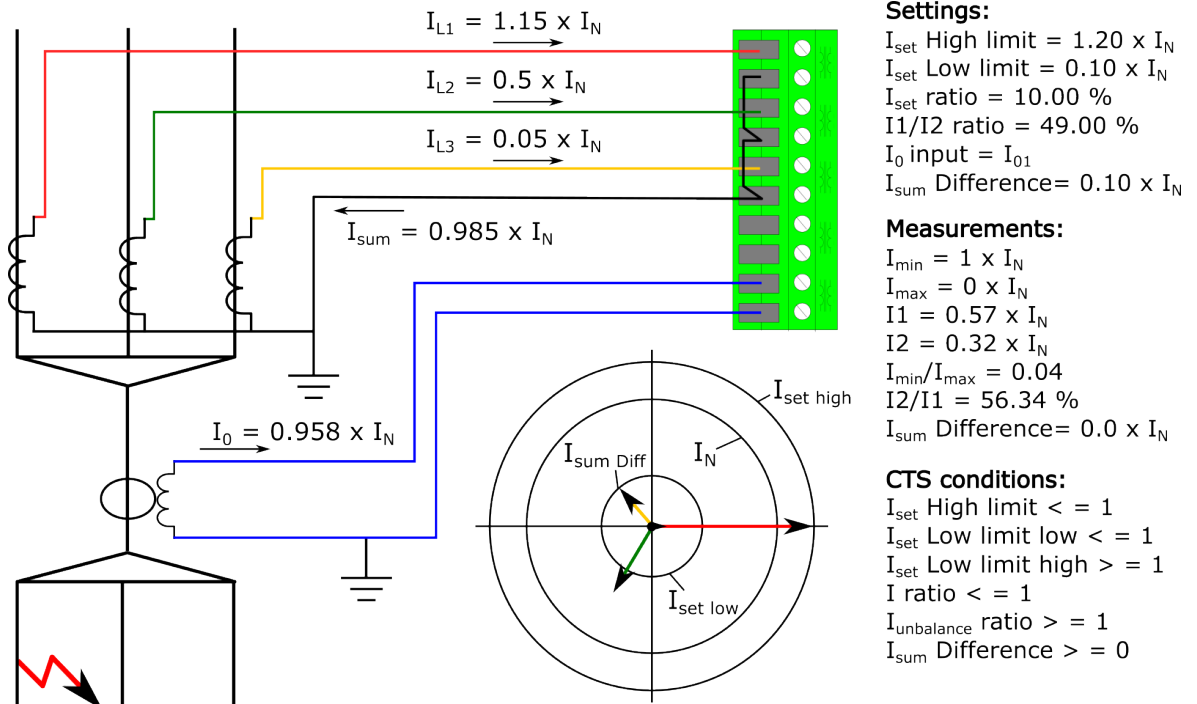 I_L1 = 1.15 x I_N
I_L2 = 0.5 x I_N
I_L3 = 0.05 x I_N
I_sum = 0.985 x I_N
I_0 = 0.958 x I_N
I_set high
I_N
I_sum Diff
I_set low
Settings:
I_set High limit = 1.20 x I_N
I_set Low limit = 0.10 x I_N
I_set ratio = 10.00 %
I1/I2 ratio = 49.00 %
I_0 input = I_01
I_sum Difference= 0.10 x I_N
Measurements:
I_min = 1 x I_N
I_max = 0 x I_N
I1 = 0.57 x I_N
I2 = 0.32 x I_N
I_min/I_max = 0.04
I2/I1 = 56.34 %
I_sum Difference= 0.0 x I_N
CTS conditions:
I_set High limit < = 1
I_set Low limit low < = 1
I_set Low limit high > = 1
I ratio < = 1
I_unbalance ratio > = 1
I_sum Difference > = 0